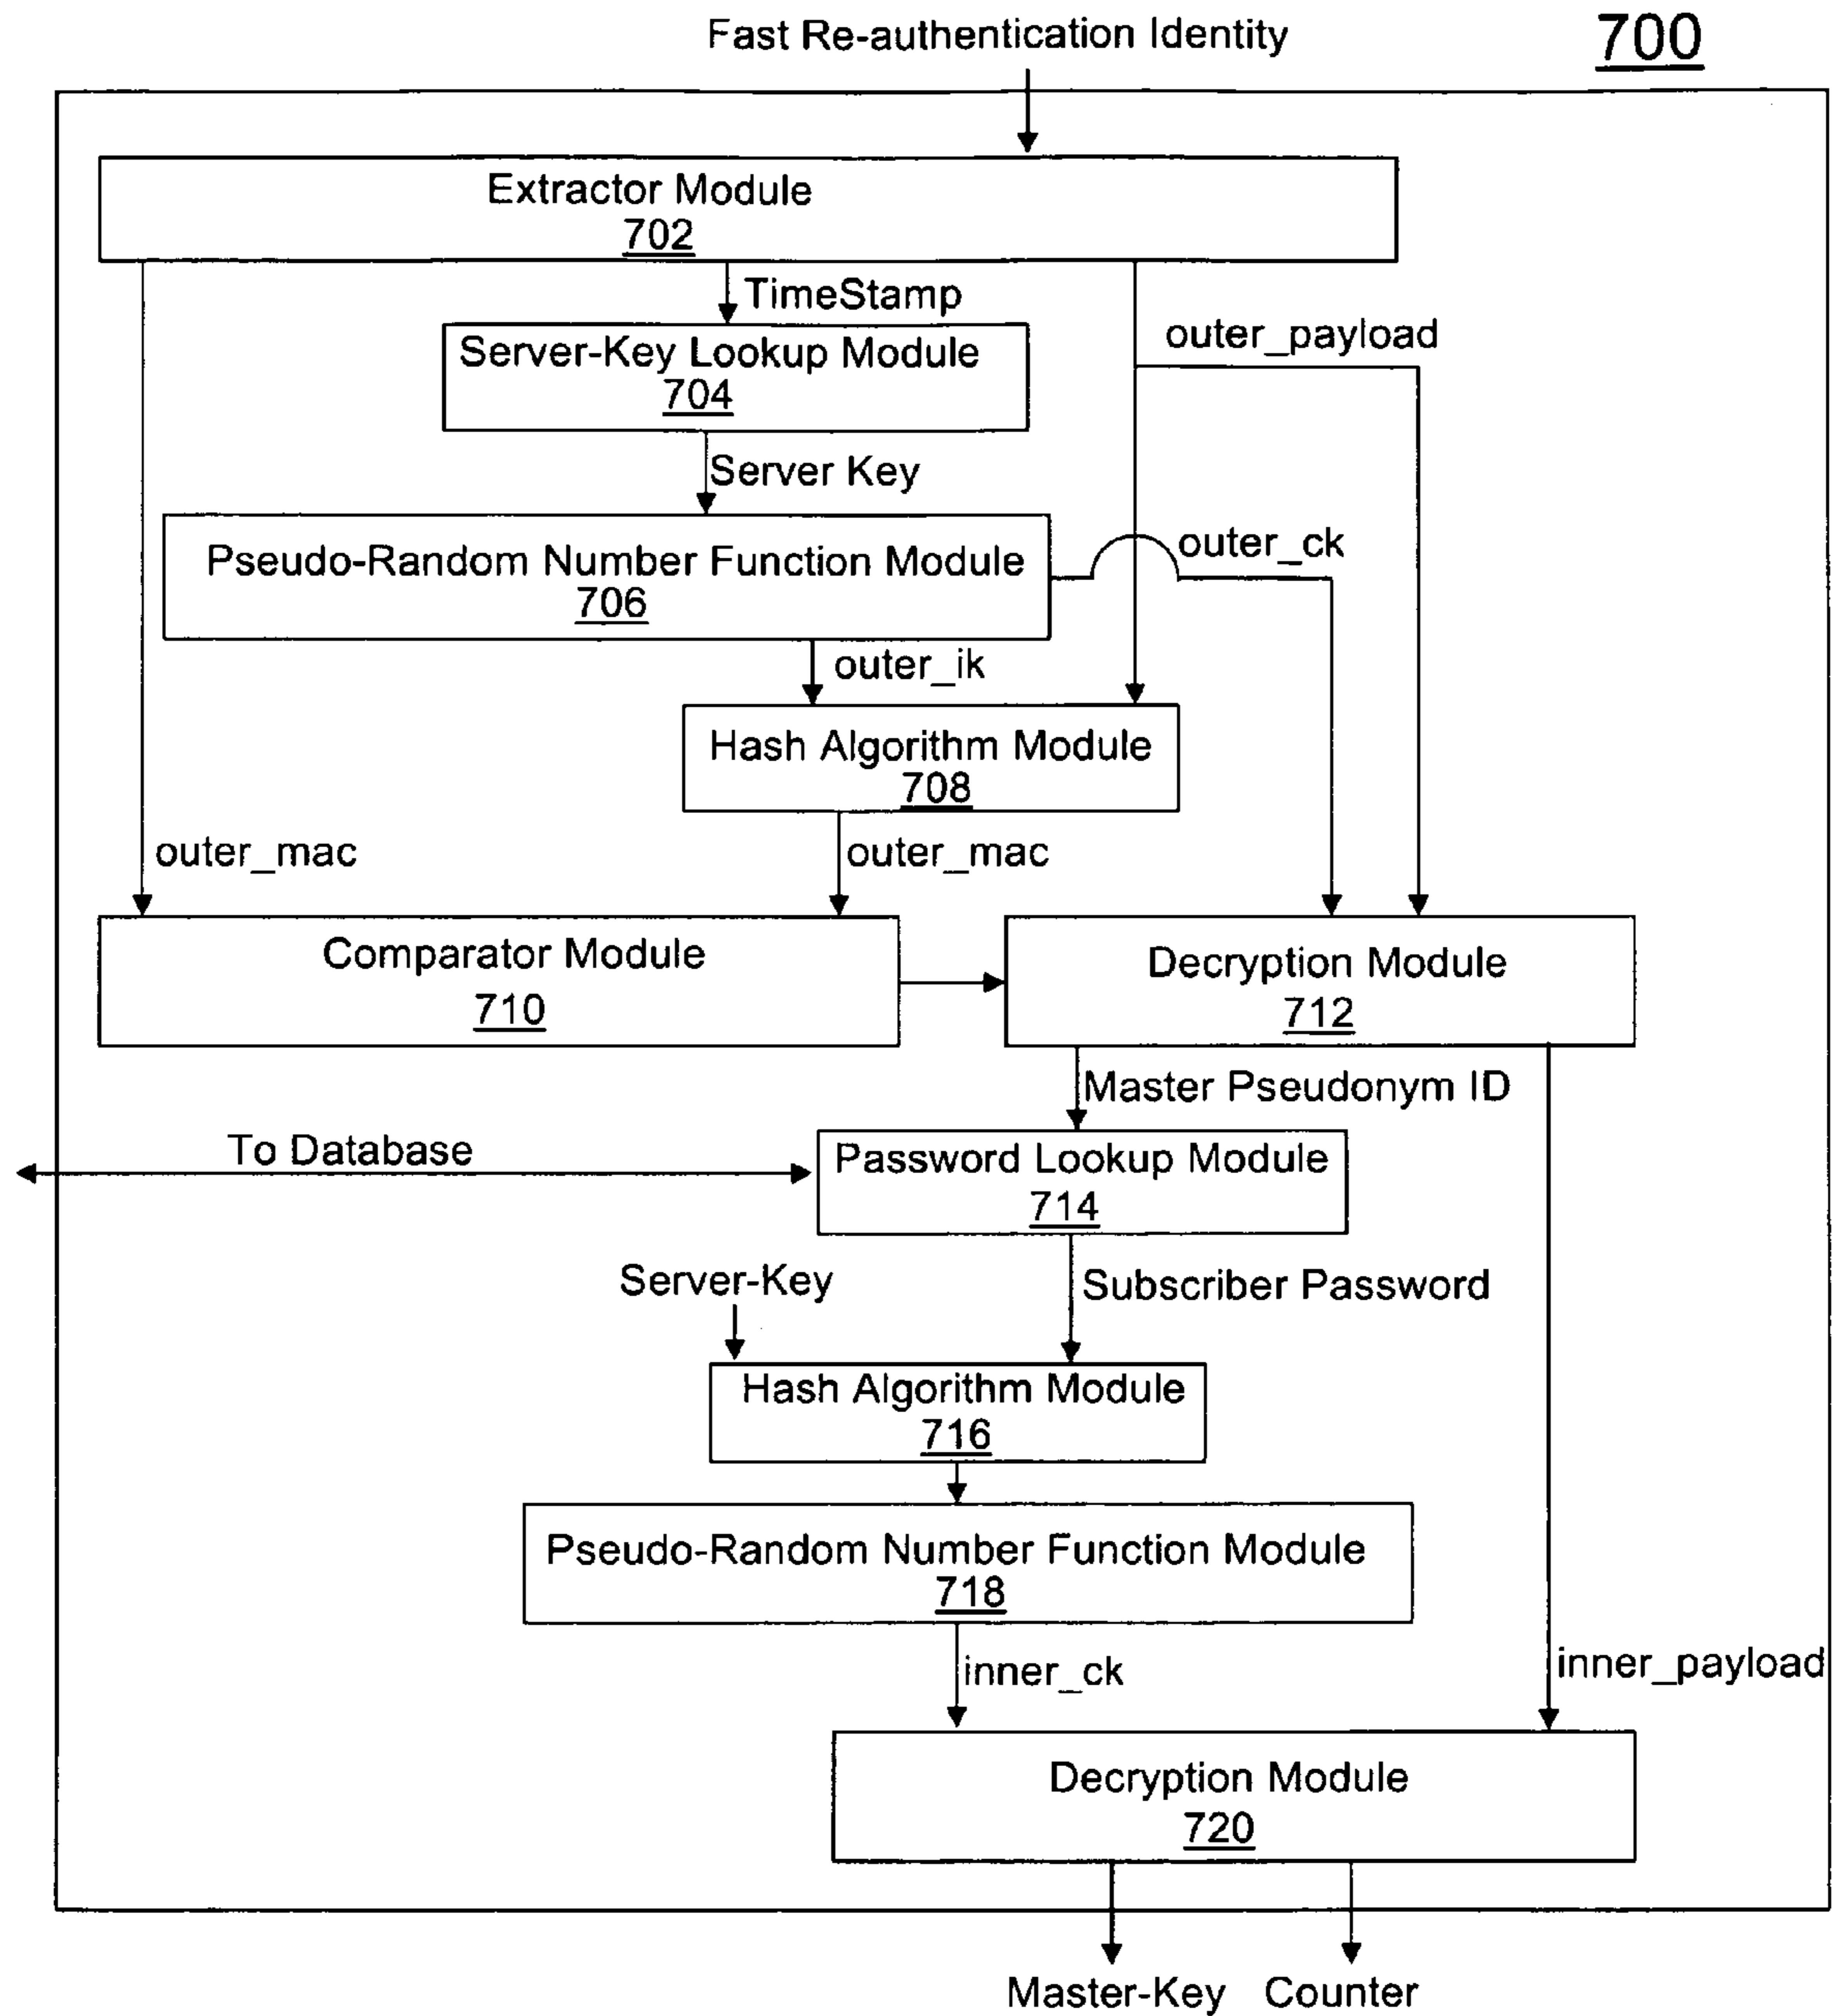 Fast Re-authentication Identity
700
Extractor Module
702
TimeStamp
outer_payload
Server-Key Lookup Module
704
Server Key
outer_ck
Pseudo-Random Number Function Module
706
outer_ik
Hash Algorithm Module
708
outer_mac
outer_mac
Comparator Module
710
Decryption Module
712
Master Pseudonym ID
To Database
Password Lookup Module
714
Server-Key
Subscriber Password
Hash Algorithm Module
716
Pseudo-Random Number Function Module
718
inner_ck
inner_payload
Decryption Module
720
Master-Key
Counter